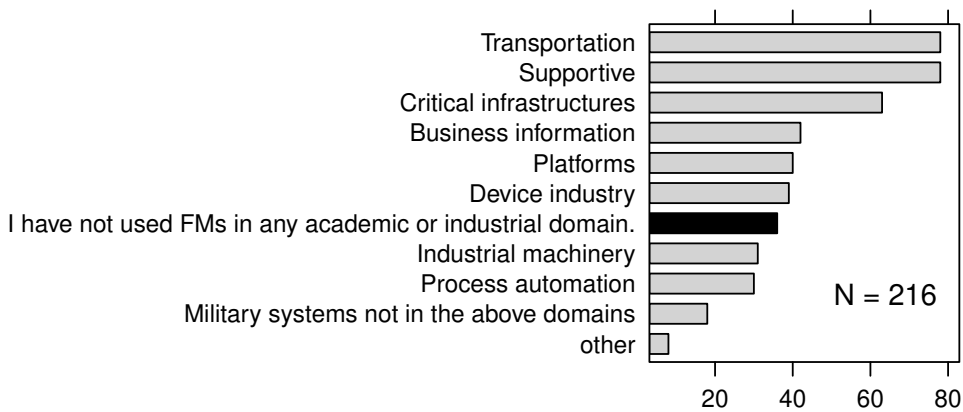 Transportation
Supportive
Critical infrastructures
Business information
Platforms
Device industry
I have not used FMs in any academic or industrial domain.
Industrial machinery
Process automation
Military systems not in the above domains
other
N = 216
20 40 60 80